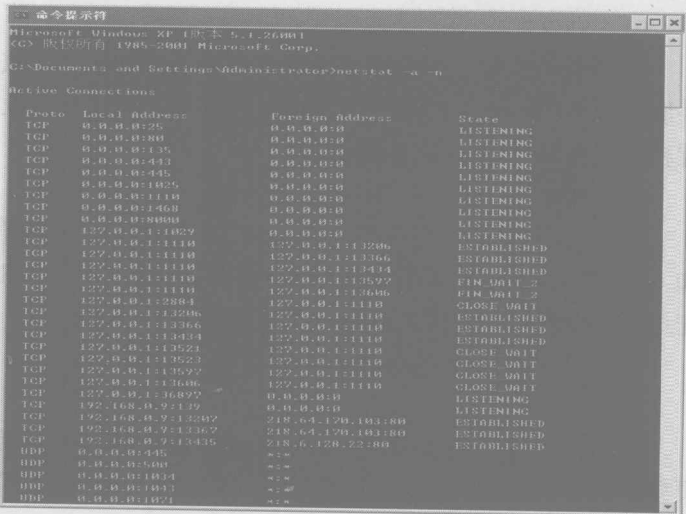 命令提示符
Microsoft Windows XP [版本 5.1.2600]
(C) 版权所有 1985-2001 Microsoft Corp.
C:\Documents and Settings\Administrator>netstat -a -n
Active Connections
Proto Local Address Foreign Address State
TCP 0.0.0.0:25 0.0.0.0:0 LISTENING
TCP 0.0.0.0:80 0.0.0.0:0 LISTENING
TCP 0.0.0.0:135 0.0.0.0:0 LISTENING
TCP 0.0.0.0:443 0.0.0.0:0 LISTENING
TCP 0.0.0.0:445 0.0.0.0:0 LISTENING
TCP 0.0.0.0:1025 0.0.0.0:0 LISTENING
TCP 0.0.0.0:1110 0.0.0.0:0 LISTENING
TCP 0.0.0.0:1468 0.0.0.0:0 LISTENING
TCP 0.0.0.0:8000 0.0.0.0:0 LISTENING
TCP 127.0.0.1:1029 0.0.0.0:0 LISTENING
TCP 127.0.0.1:1110 127.0.0.1:13206 ESTABLISHED
TCP 127.0.0.1:1110 127.0.0.1:13366 ESTABLISHED
TCP 127.0.0.1:1110 127.0.0.1:13434 ESTABLISHED
TCP 127.0.0.1:1110 127.0.0.1:13597 FIN_WAIT_2
TCP 127.0.0.1:1110 127.0.0.1:13606 FIN_WAIT_2
TCP 127.0.0.1:2884 127.0.0.1:1110 CLOSE_WAIT
TCP 127.0.0.1:13206 127.0.0.1:1110 ESTABLISHED
TCP 127.0.0.1:13366 127.0.0.1:1110 ESTABLISHED
TCP 127.0.0.1:13434 127.0.0.1:1110 ESTABLISHED
TCP 127.0.0.1:13521 127.0.0.1:1110 CLOSE_WAIT
TCP 127.0.0.1:13523 127.0.0.1:1110 CLOSE_WAIT
TCP 127.0.0.1:13597 127.0.0.1:1110 CLOSE_WAIT
TCP 127.0.0.1:13606 127.0.0.1:1110 CLOSE_WAIT
TCP 127.0.0.1:36897 0.0.0.0:0 LISTENING
TCP 192.168.0.9:139 0.0.0.0:0 LISTENING
TCP 192.168.0.9:13207 218.64.170.103:80 ESTABLISHED
TCP 192.168.0.9:13367 218.64.170.103:80 ESTABLISHED
TCP 192.168.0.9:13435 218.6.128.22:80 ESTABLISHED
UDP 0.0.0.0:445 *:*
UDP 0.0.0.0:500 *:*
UDP 0.0.0.0:1034 *:*
UDP 0.0.0.0:1043 *:*
UDP 0.0.0.0:1071 *:*